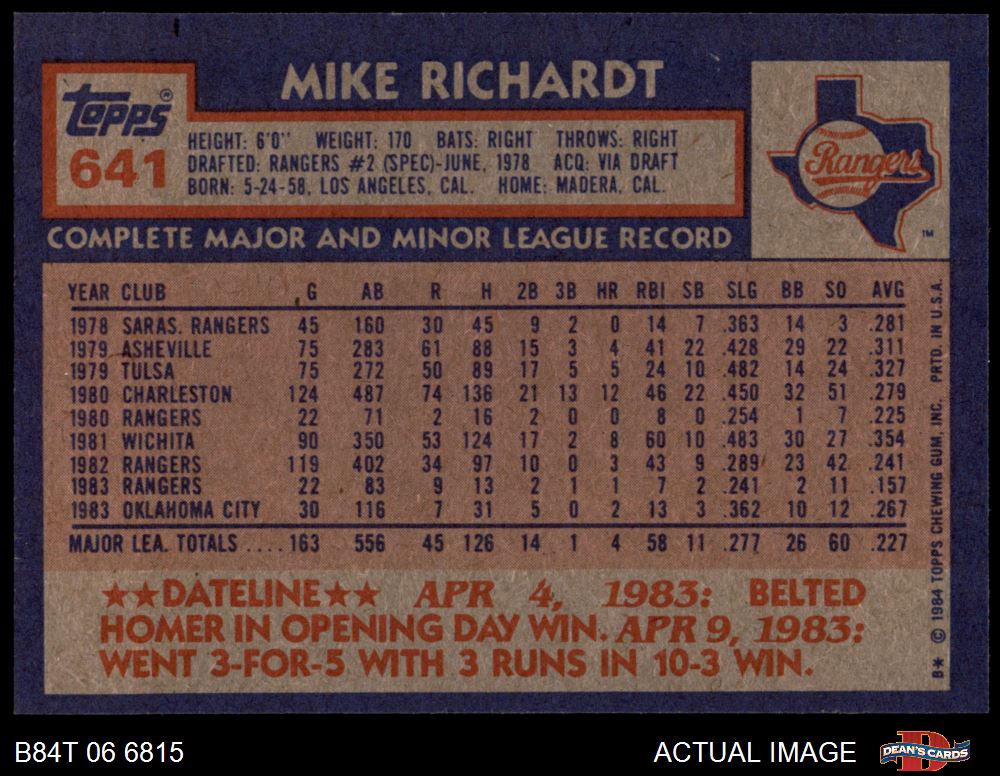 MIKE RICHARDT
Topps®
641
HEIGHT: 6'0" WEIGHT: 170 BATS: RIGHT THROWS: RIGHT
DRAFTED: RANGERS #2 (SPEC)-JUNE, 1978 ACQ: VIA DRAFT
BORN: 5-24-58, LOS ANGELES, CAL. HOME: MADERA, CAL.
Rangers
TM
COMPLETE MAJOR AND MINOR LEAGUE RECORD
YEAR CLUB G AB R H 2B 3B HR RBI SB SLG BB SO AVG
1978 SARAS. RANGERS 45 160 30 45 9 2 0 14 7 .363 14 3 .281
1979 ASHEVILLE 75 283 61 88 15 3 4 41 22 .428 29 22 .311
1979 TULSA 75 272 50 89 17 5 5 24 10 .482 14 24 .327
1980 CHARLESTON 124 487 74 136 21 13 12 46 22 .450 32 51 .279
1980 RANGERS 22 71 2 16 2 0 0 8 0 .254 1 7 .225
1981 WICHITA 90 350 53 124 17 2 8 60 10 .483 30 27 .354
1982 RANGERS 119 402 34 97 10 0 3 43 9 .289 23 42 .241
1983 RANGERS 22 83 9 13 2 1 1 7 2 .241 2 11 .157
1983 OKLAHOMA CITY 30 116 7 31 5 0 2 13 3 .362 10 12 .267
MAJOR LEA. TOTALS .... 163 556 45 126 14 1 4 58 11 .277 26 60 .227
★★DATELINE★★ APR 4, 1983: BELTED
HOMER IN OPENING DAY WIN. APR 9, 1983:
WENT 3-FOR-5 WITH 3 RUNS IN 10-3 WIN.
B★ © 1984 TOPPS CHEWING GUM, INC. PRTD. IN U.S.A.
B84T 06 6815
ACTUAL IMAGE
DEAN'S CARDS